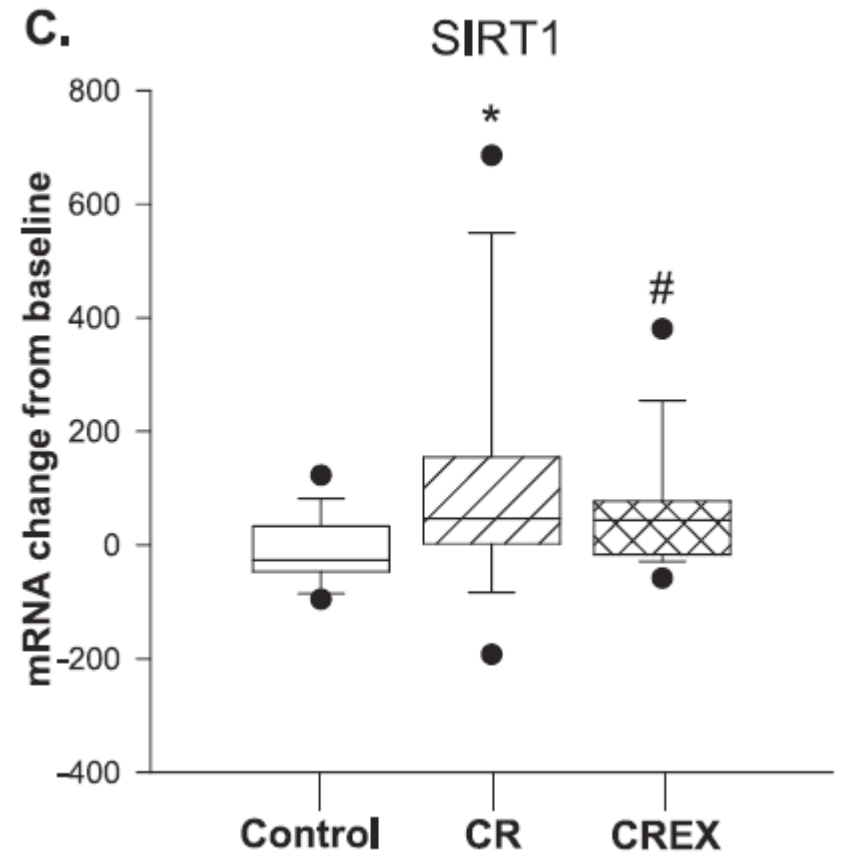 C.
SIRT1
mRNA change from baseline
800
600
400
200
0
-200
-400
*
#
Control
CR
CREX